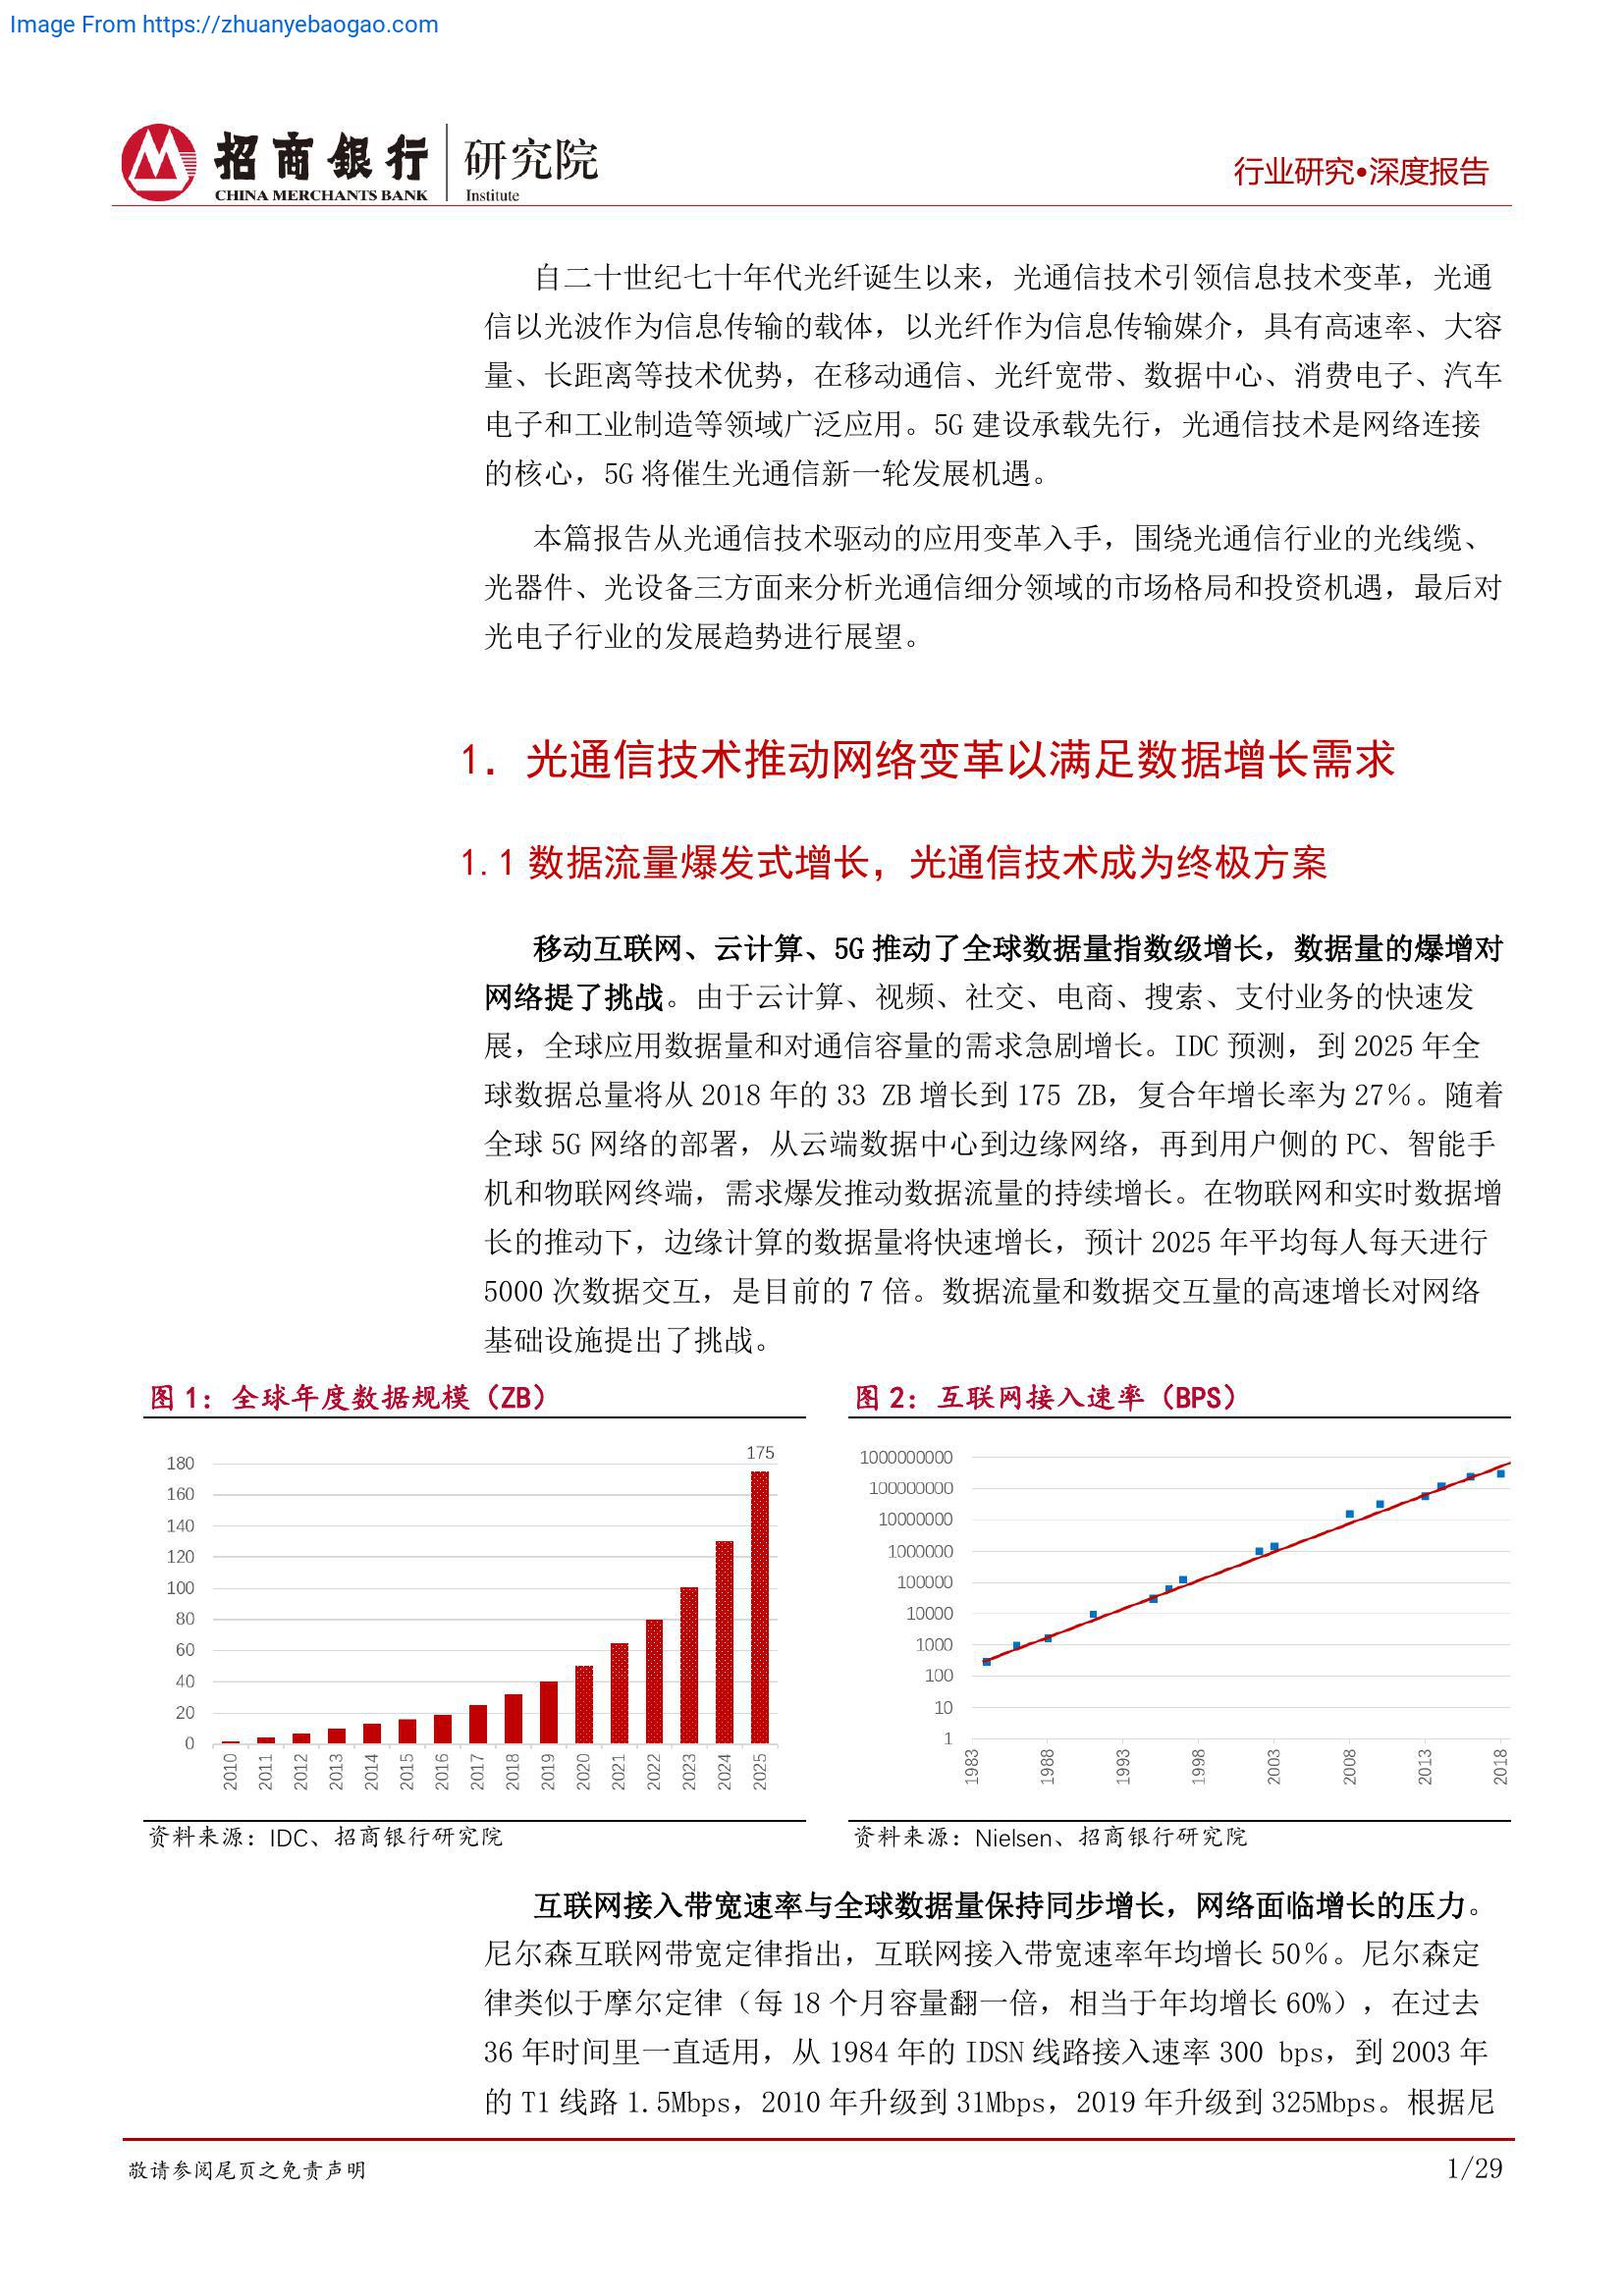 Image From https://zhuanyebaogao.com
招商銀行
CHINA MERCHANTS BANK
研究院
Institute
行业研究•深度报告
自二十世纪七十年代光纤诞生以来，光通信技术引领信息技术变革，光通
信以光波作为信息传输的载体，以光纤作为信息传输媒介，具有高速率、大容
量、长距离等技术优势，在移动通信、光纤宽带、数据中心、消费电子、汽车
电子和工业制造等领域广泛应用。5G 建设承载先行，光通信技术是网络连接
的核心，5G 将催生光通信新一轮发展机遇。
本篇报告从光通信技术驱动的应用变革入手，围绕光通信行业的光线缆、
光器件、光设备三方面来分析光通信细分领域的市场格局和投资机遇，最后对
光电子行业的发展趋势进行展望。
1. 光通信技术推动网络变革以满足数据增长需求
1.1 数据流量爆发式增长，光通信技术成为终极方案
移动互联网、云计算、5G 推动了全球数据量指数级增长，数据量的爆增对
网络提了挑战。由于云计算、视频、社交、电商、搜索、支付业务的快速发
展，全球应用数据量和对通信容量的需求急剧增长。IDC 预测，到 2025 年全
球数据总量将从 2018 年的 33 ZB 增长到 175 ZB，复合年增长率为 27%。随着
全球 5G 网络的部署，从云端数据中心到边缘网络，再到用户侧的 PC、智能手
机和物联网终端，需求爆发推动数据流量的持续增长。在物联网和实时数据增
长的推动下，边缘计算的数据量将快速增长，预计 2025 年平均每人每天进行
5000 次数据交互，是目前的 7 倍。数据流量和数据交互量的高速增长对网络
基础设施提出了挑战。
图 1：全球年度数据规模（ZB）
175
180
160
140
120
100
80
60
40
20
0
2010 2011 2012 2013 2014 2015 2016 2017 2018 2019 2020 2021 2022 2023 2024 2025
资料来源：IDC、招商银行研究院
图 2：互联网接入速率（BPS）
1000000000
100000000
10000000
1000000
100000
10000
1000
100
10
1
1983 1988 1993 1998 2003 2008 2013 2018
资料来源：Nielsen、招商银行研究院
互联网接入带宽速率与全球数据量保持同步增长，网络面临增长的压力。
尼尔森互联网带宽定律指出，互联网接入带宽速率年均增长 50%。尼尔森定
律类似于摩尔定律（每 18 个月容量翻一倍，相当于年均增长 60%），在过去
36 年时间里一直适用，从 1984 年的 IDSN 线路接入速率 300 bps，到 2003 年
的 T1 线路 1.5Mbps，2010 年升级到 31Mbps，2019 年升级到 325Mbps。根据尼
敬请参阅尾页之免责声明
1/29